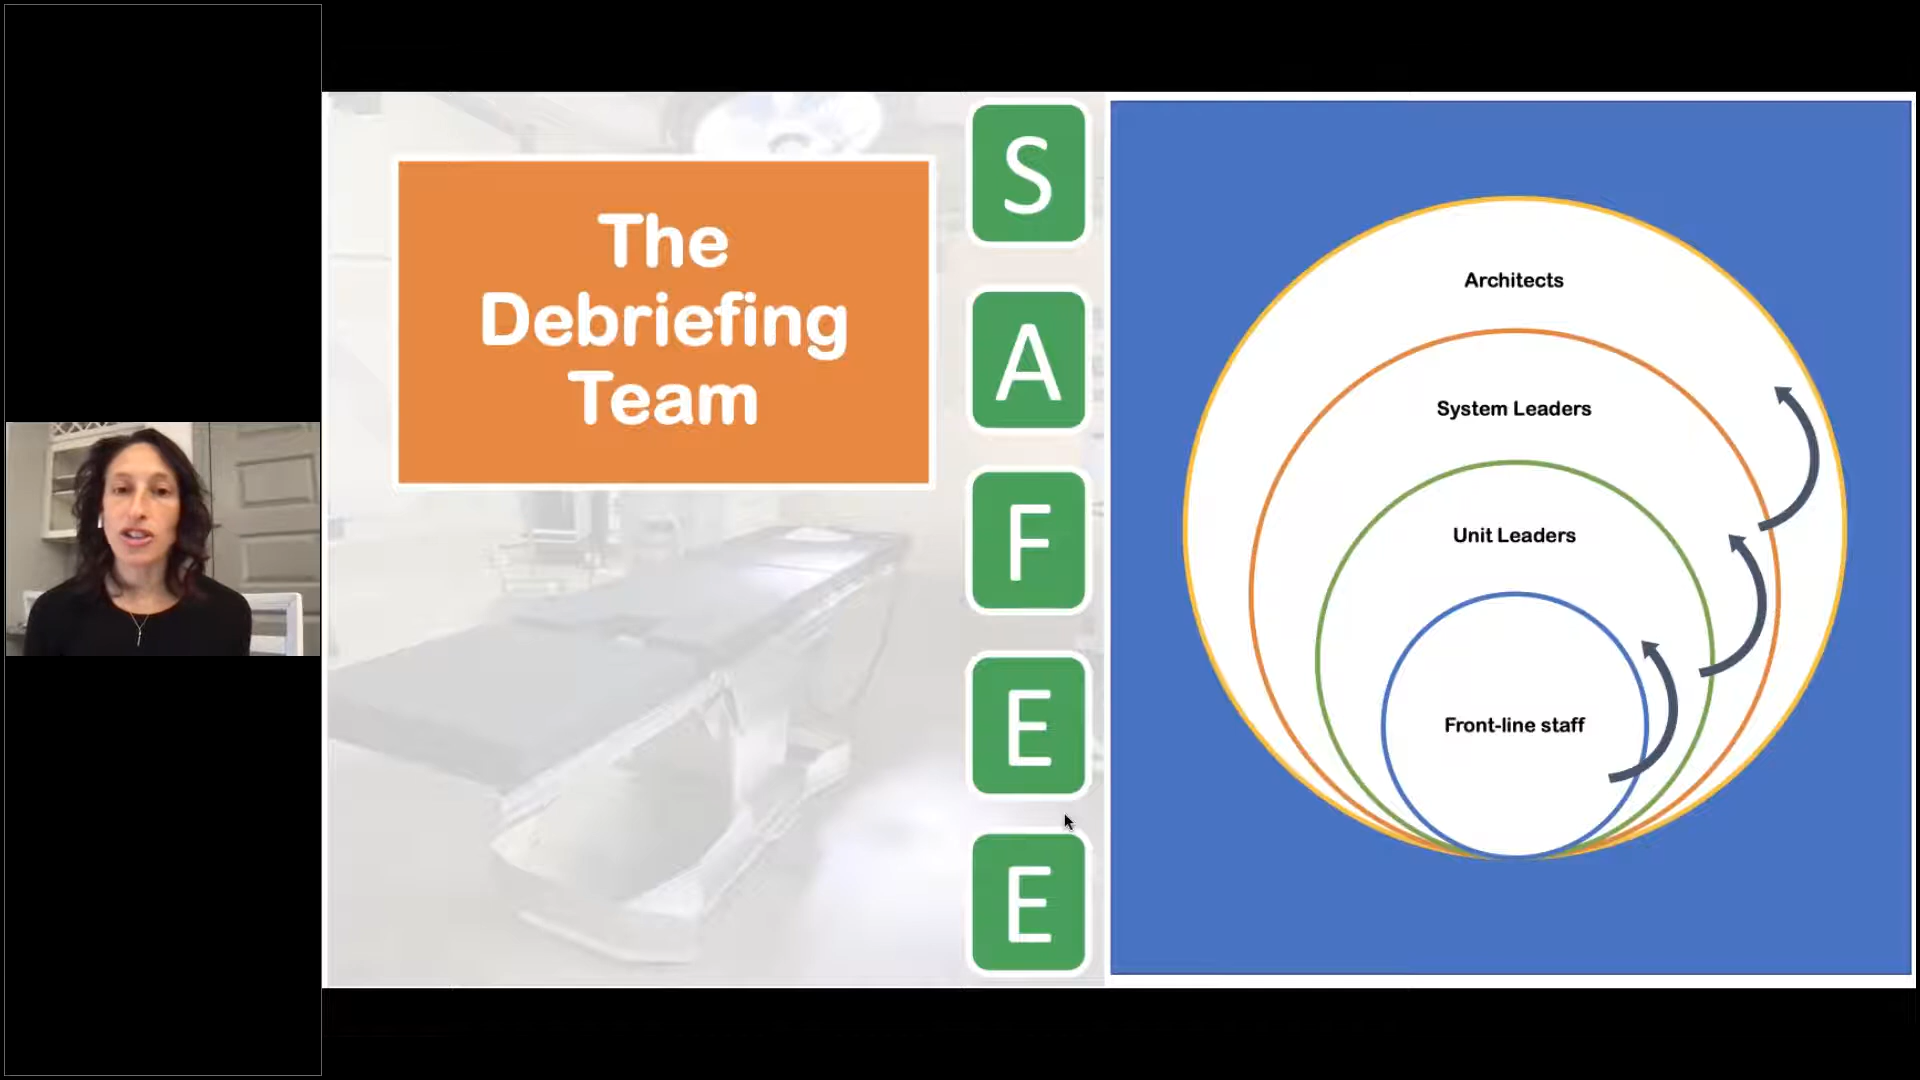 The
Debriefing
Team
S
A
F
E
E
Architects
System Leaders
Unit Leaders
Front-line staff